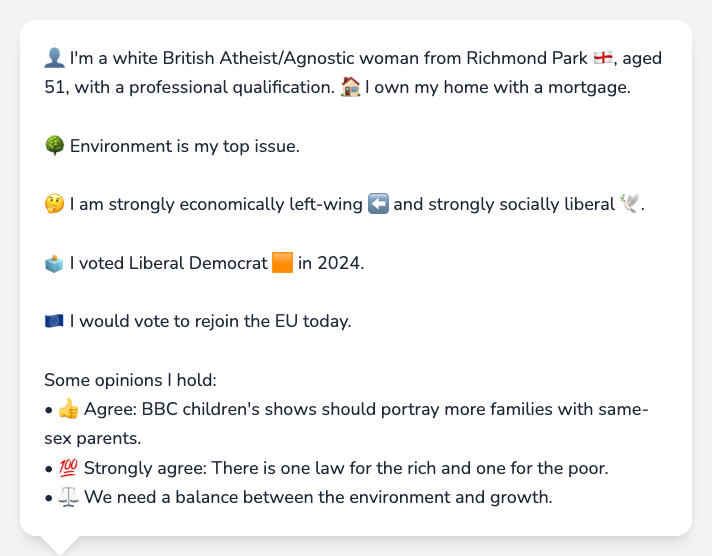 👤 I'm a white British Atheist/Agnostic woman from Richmond Park 🏴󠁧󠁢󠁥󠁮󠁧󠁿, aged
51, with a professional qualification. 🏠 I own my home with a mortgage.
🌳 Environment is my top issue.
🤔 I am strongly economically left-wing ⬅️ and strongly socially liberal 🕊️.
🗳️ I voted Liberal Democrat 🟧 in 2024.
🇪🇺 I would vote to rejoin the EU today.
Some opinions I hold:
• 👍 Agree: BBC children's shows should portray more families with same-
sex parents.
• 💯 Strongly agree: There is one law for the rich and one for the poor.
• ⚖️ We need a balance between the environment and growth.